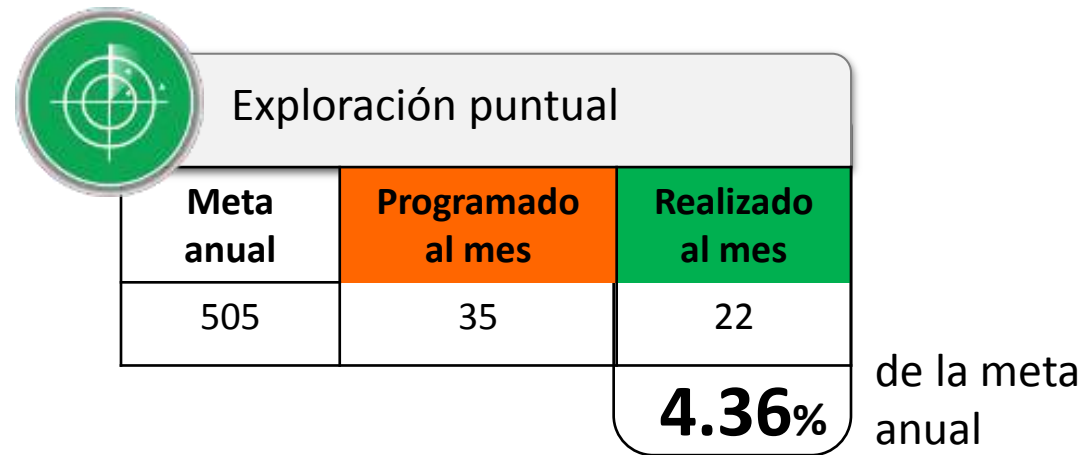 Exploración puntual
Meta anual
Programado al mes
Realizado al mes
505
35
22
4.36%
de la meta
anual